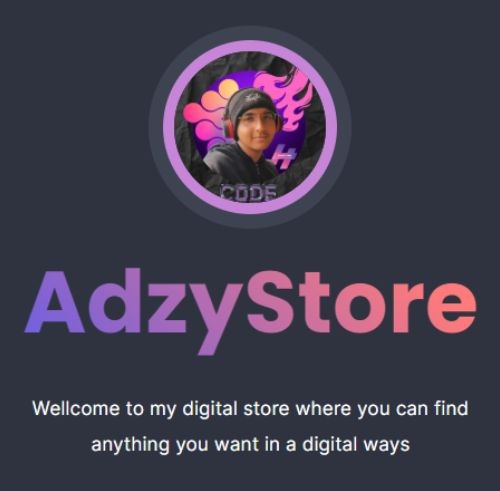 CODE
AdzyStore
Wellcome to my digital store where you can find
anything you want in a digital ways